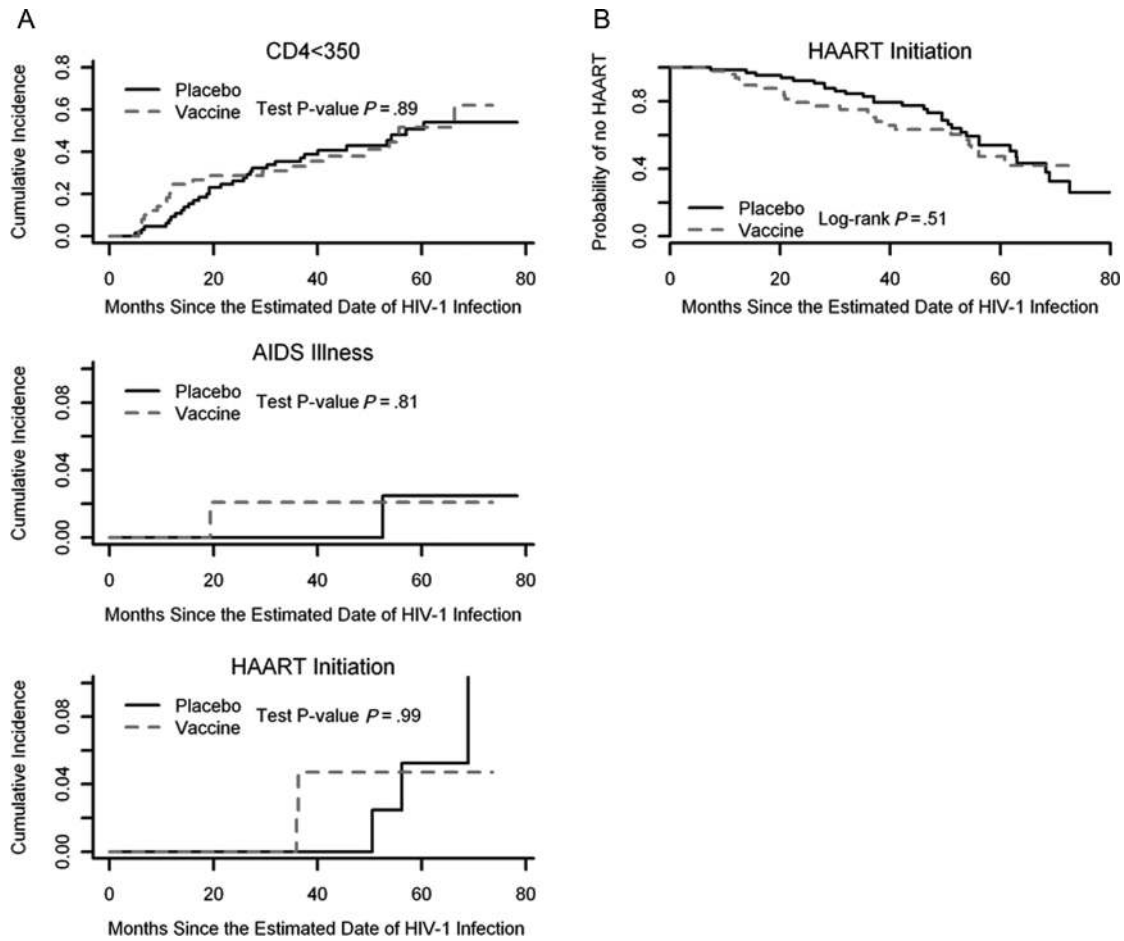 A
CD4<350
Cumulative Incidence
0.8
0.6
0.4
0.2
0.0
Placebo
Vaccine
Test P-value P = .89
0 20 40 60 80
Months Since the Estimated Date of HIV-1 Infection
AIDS Illness
Cumulative Incidence
0.08
0.04
0.00
Placebo
Vaccine
Test P-value P = .81
0 20 40 60 80
Months Since the Estimated Date of HIV-1 Infection
HAART Initiation
Cumulative Incidence
0.08
0.04
0.00
Placebo
Vaccine
Test P-value P = .99
0 20 40 60 80
Months Since the Estimated Date of HIV-1 Infection
B
HAART Initiation
Probability of no HAART
0.8
0.4
0.0
Placebo
Vaccine
Log-rank P = .51
0 20 40 60 80
Months Since the Estimated Date of HIV-1 Infection